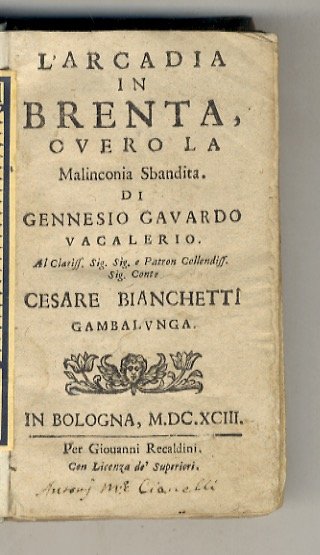 L'ARCADIA
IN
BRENTA,
OVERO LA
Malinconia Sbandita.
DI
GENNESIO GAVARDO
VACALERIO.
Al Clariss. Sig. Sig. e Patron Collendiss.
Sig. Conte
CESARE BIANCHETTI
GAMBALVNGA.
IN BOLOGNA, M.DC.XCIII.
Per Giouanni Recaldini.
Con Licenza de' Superiori.
Cianelli